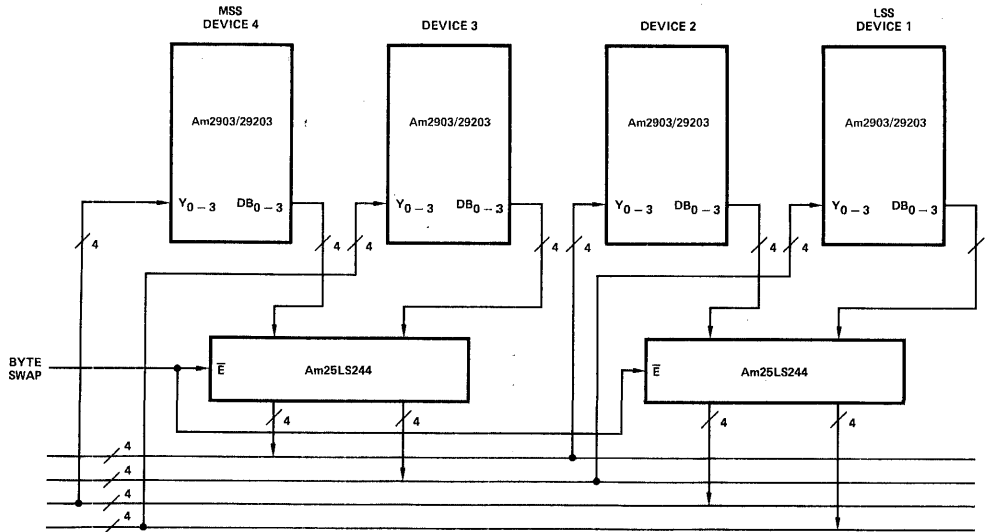 MSS
DEVICE 4
DEVICE 3
DEVICE 2
LSS
DEVICE 1
Am2903/29203
Am2903/29203
Am2903/29203
Am2903/29203
Y0 – 3 DB0 – 3
Y0 – 3 DB0 – 3
Y0 – 3 DB0 – 3
Y0 – 3 DB0 – 3
4
4
4
4
4
4
4
BYTE
SWAP
E̅
Am25LS244
E̅
Am25LS244
4
4
4
4
4
4
4
4